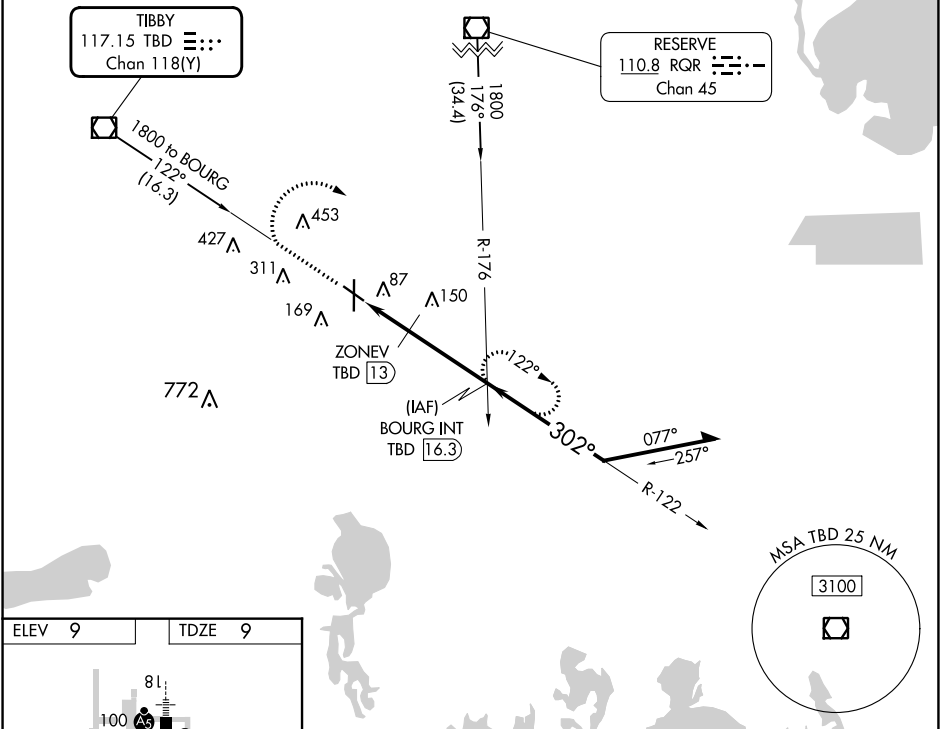 TIBBY
117.15 TBD
Chan 118(Y)
RESERVE
110.8 RQR
Chan 45
1800
176°
(34.4)
1800 to BOURG
122°
(16.3)
453
427
311
R-176
87
150
169
ZONEV
TBD 13
122°
772
(IAF)
BOURG INT
TBD 16.3
302°
077°
257°
R-122
MSA TBD 25 NM
3100
ELEV 9
TDZE 9
18
100
A5